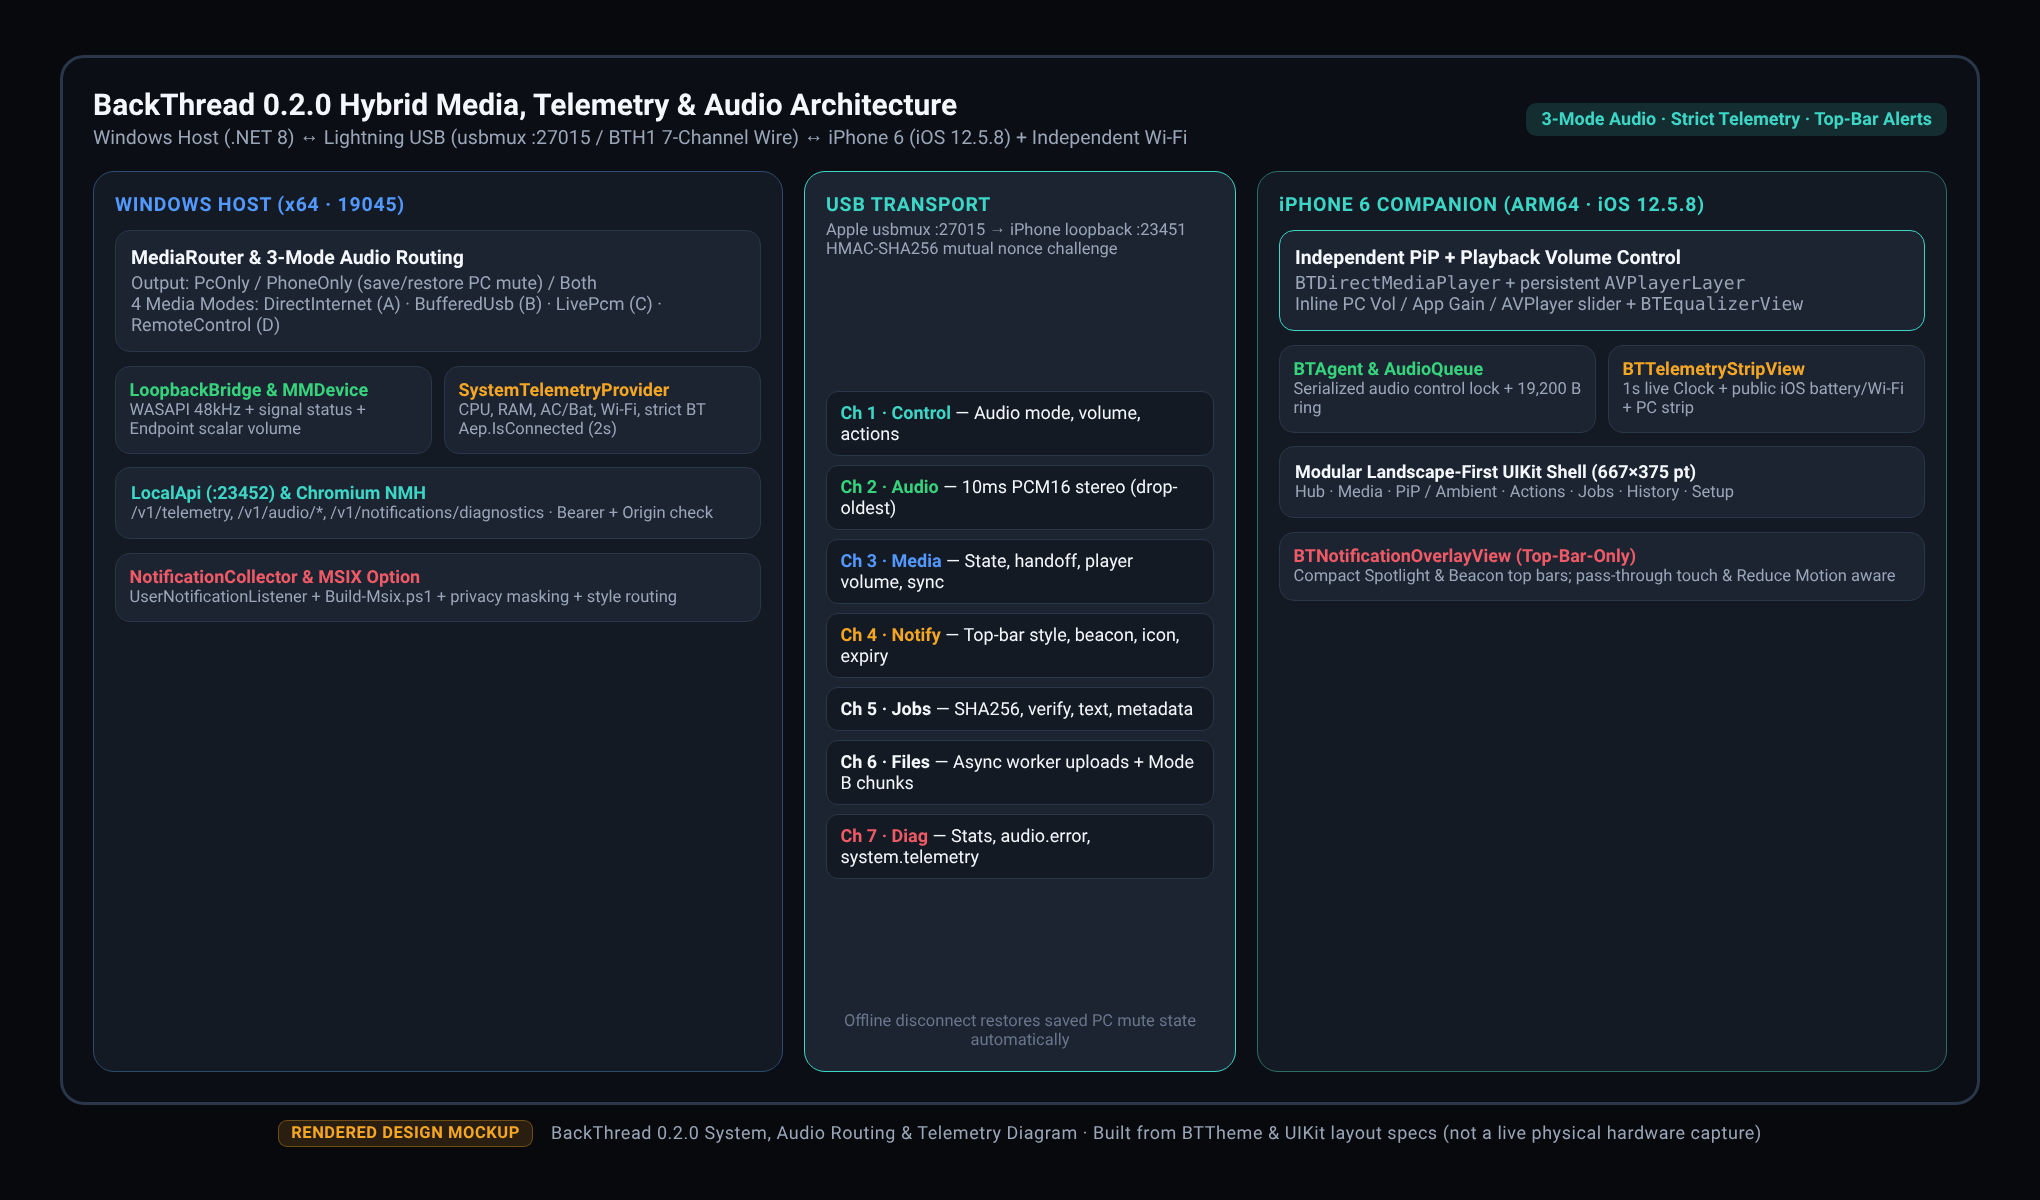 BackThread 0.2.0 Hybrid Media, Telemetry & Audio Architecture
Windows Host (.NET 8) ↔ Lightning USB (usbmux :27015 / BTH1 7-Channel Wire) ↔ iPhone 6 (iOS 12.5.8) + Independent Wi-Fi
3-Mode Audio · Strict Telemetry · Top-Bar Alerts
WINDOWS HOST (x64 · 19045)
MediaRouter & 3-Mode Audio Routing
Output: PcOnly / PhoneOnly (save/restore PC mute) / Both
4 Media Modes: DirectInternet (A) · BufferedUsb (B) · LivePcm (C) ·
RemoteControl (D)
LoopbackBridge & MMDevice
WASAPI 48kHz + signal status +
Endpoint scalar volume
SystemTelemetryProvider
CPU, RAM, AC/Bat, Wi-Fi, strict BT
Aep.IsConnected (2s)
LocalApi (:23452) & Chromium NMH
/v1/telemetry, /v1/audio/*, /v1/notifications/diagnostics · Bearer + Origin check
NotificationCollector & MSIX Option
UserNotificationListener + Build-Msix.ps1 + privacy masking + style routing
USB TRANSPORT
Apple usbmux :27015 → iPhone loopback :23451
HMAC-SHA256 mutual nonce challenge
Ch 1 · Control — Audio mode, volume,
actions
Ch 2 · Audio — 10ms PCM16 stereo (drop-
oldest)
Ch 3 · Media — State, handoff, player
volume, sync
Ch 4 · Notify — Top-bar style, beacon, icon,
expiry
Ch 5 · Jobs — SHA256, verify, text, metadata
Ch 6 · Files — Async worker uploads + Mode
B chunks
Ch 7 · Diag — Stats, audio.error,
system.telemetry
Offline disconnect restores saved PC mute state
automatically
iPHONE 6 COMPANION (ARM64 · iOS 12.5.8)
Independent PiP + Playback Volume Control
BTDirectMediaPlayer + persistent AVPlayerLayer
Inline PC Vol / App Gain / AVPlayer slider + BTEqualizerView
BTAgent & AudioQueue
Serialized audio control lock + 19,200 B
ring
BTTelemetryStripView
1s live Clock + public iOS battery/Wi-Fi
+ PC strip
Modular Landscape-First UIKit Shell (667×375 pt)
Hub · Media · PiP / Ambient · Actions · Jobs · History · Setup
BTNotificationOverlayView (Top-Bar-Only)
Compact Spotlight & Beacon top bars; pass-through touch & Reduce Motion aware
RENDERED DESIGN MOCKUP
BackThread 0.2.0 System, Audio Routing & Telemetry Diagram · Built from BTTheme & UIKit layout specs (not a live physical hardware capture)